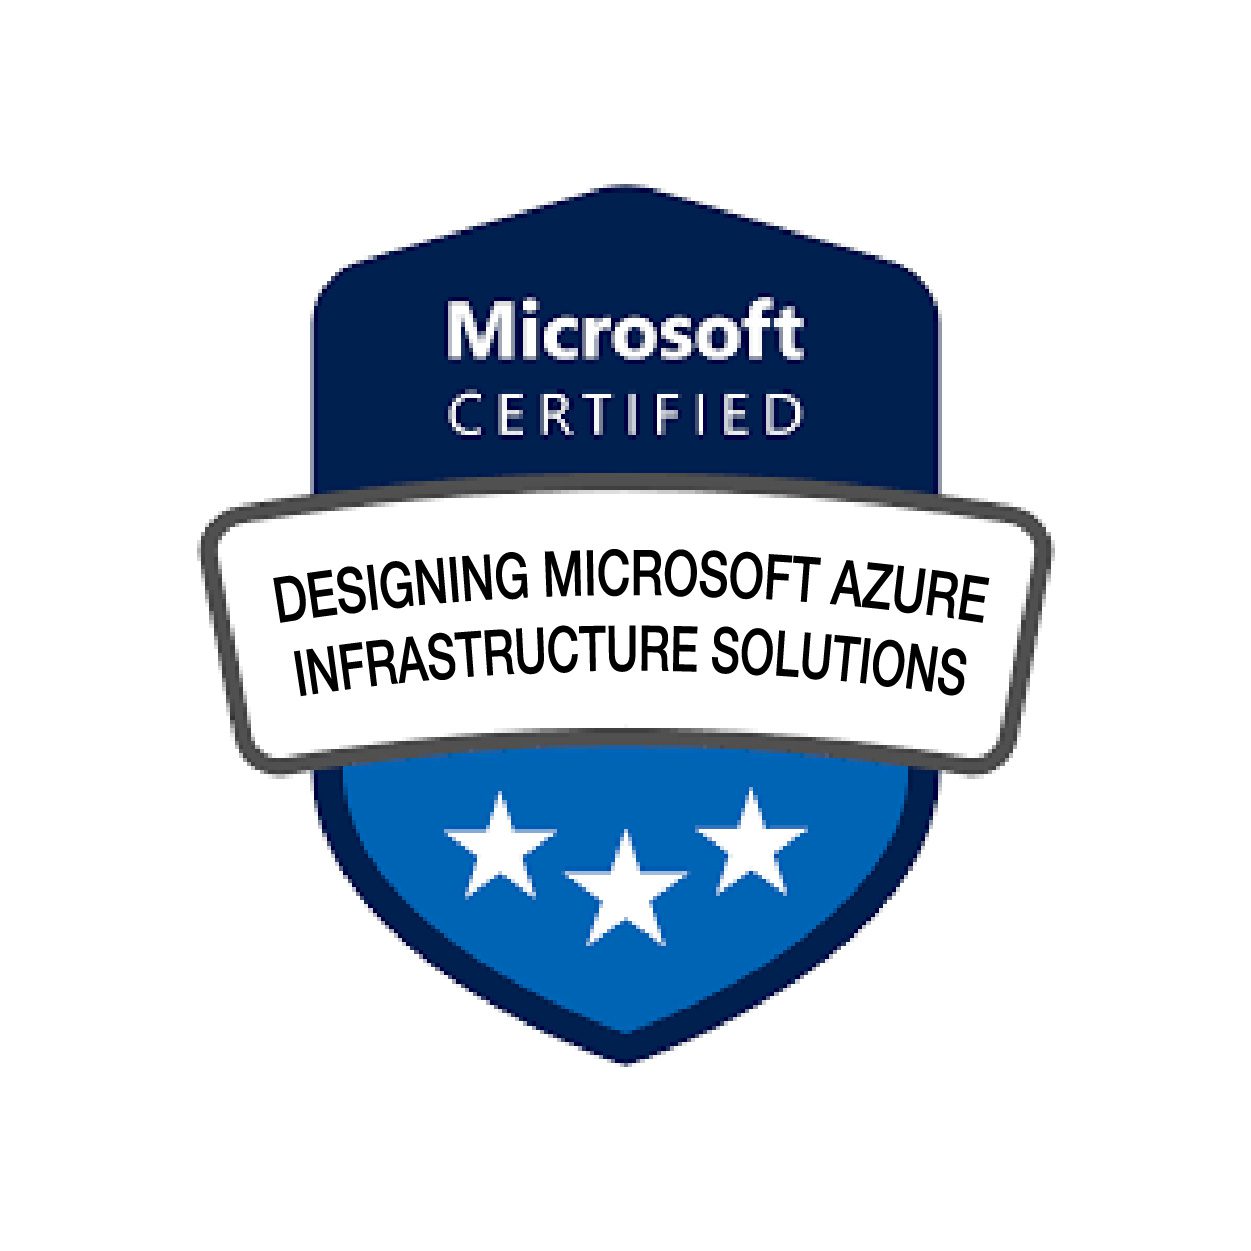 Microsoft
CERTIFIED
DESIGNING MICROSOFT AZURE
INFRASTRUCTURE SOLUTIONS